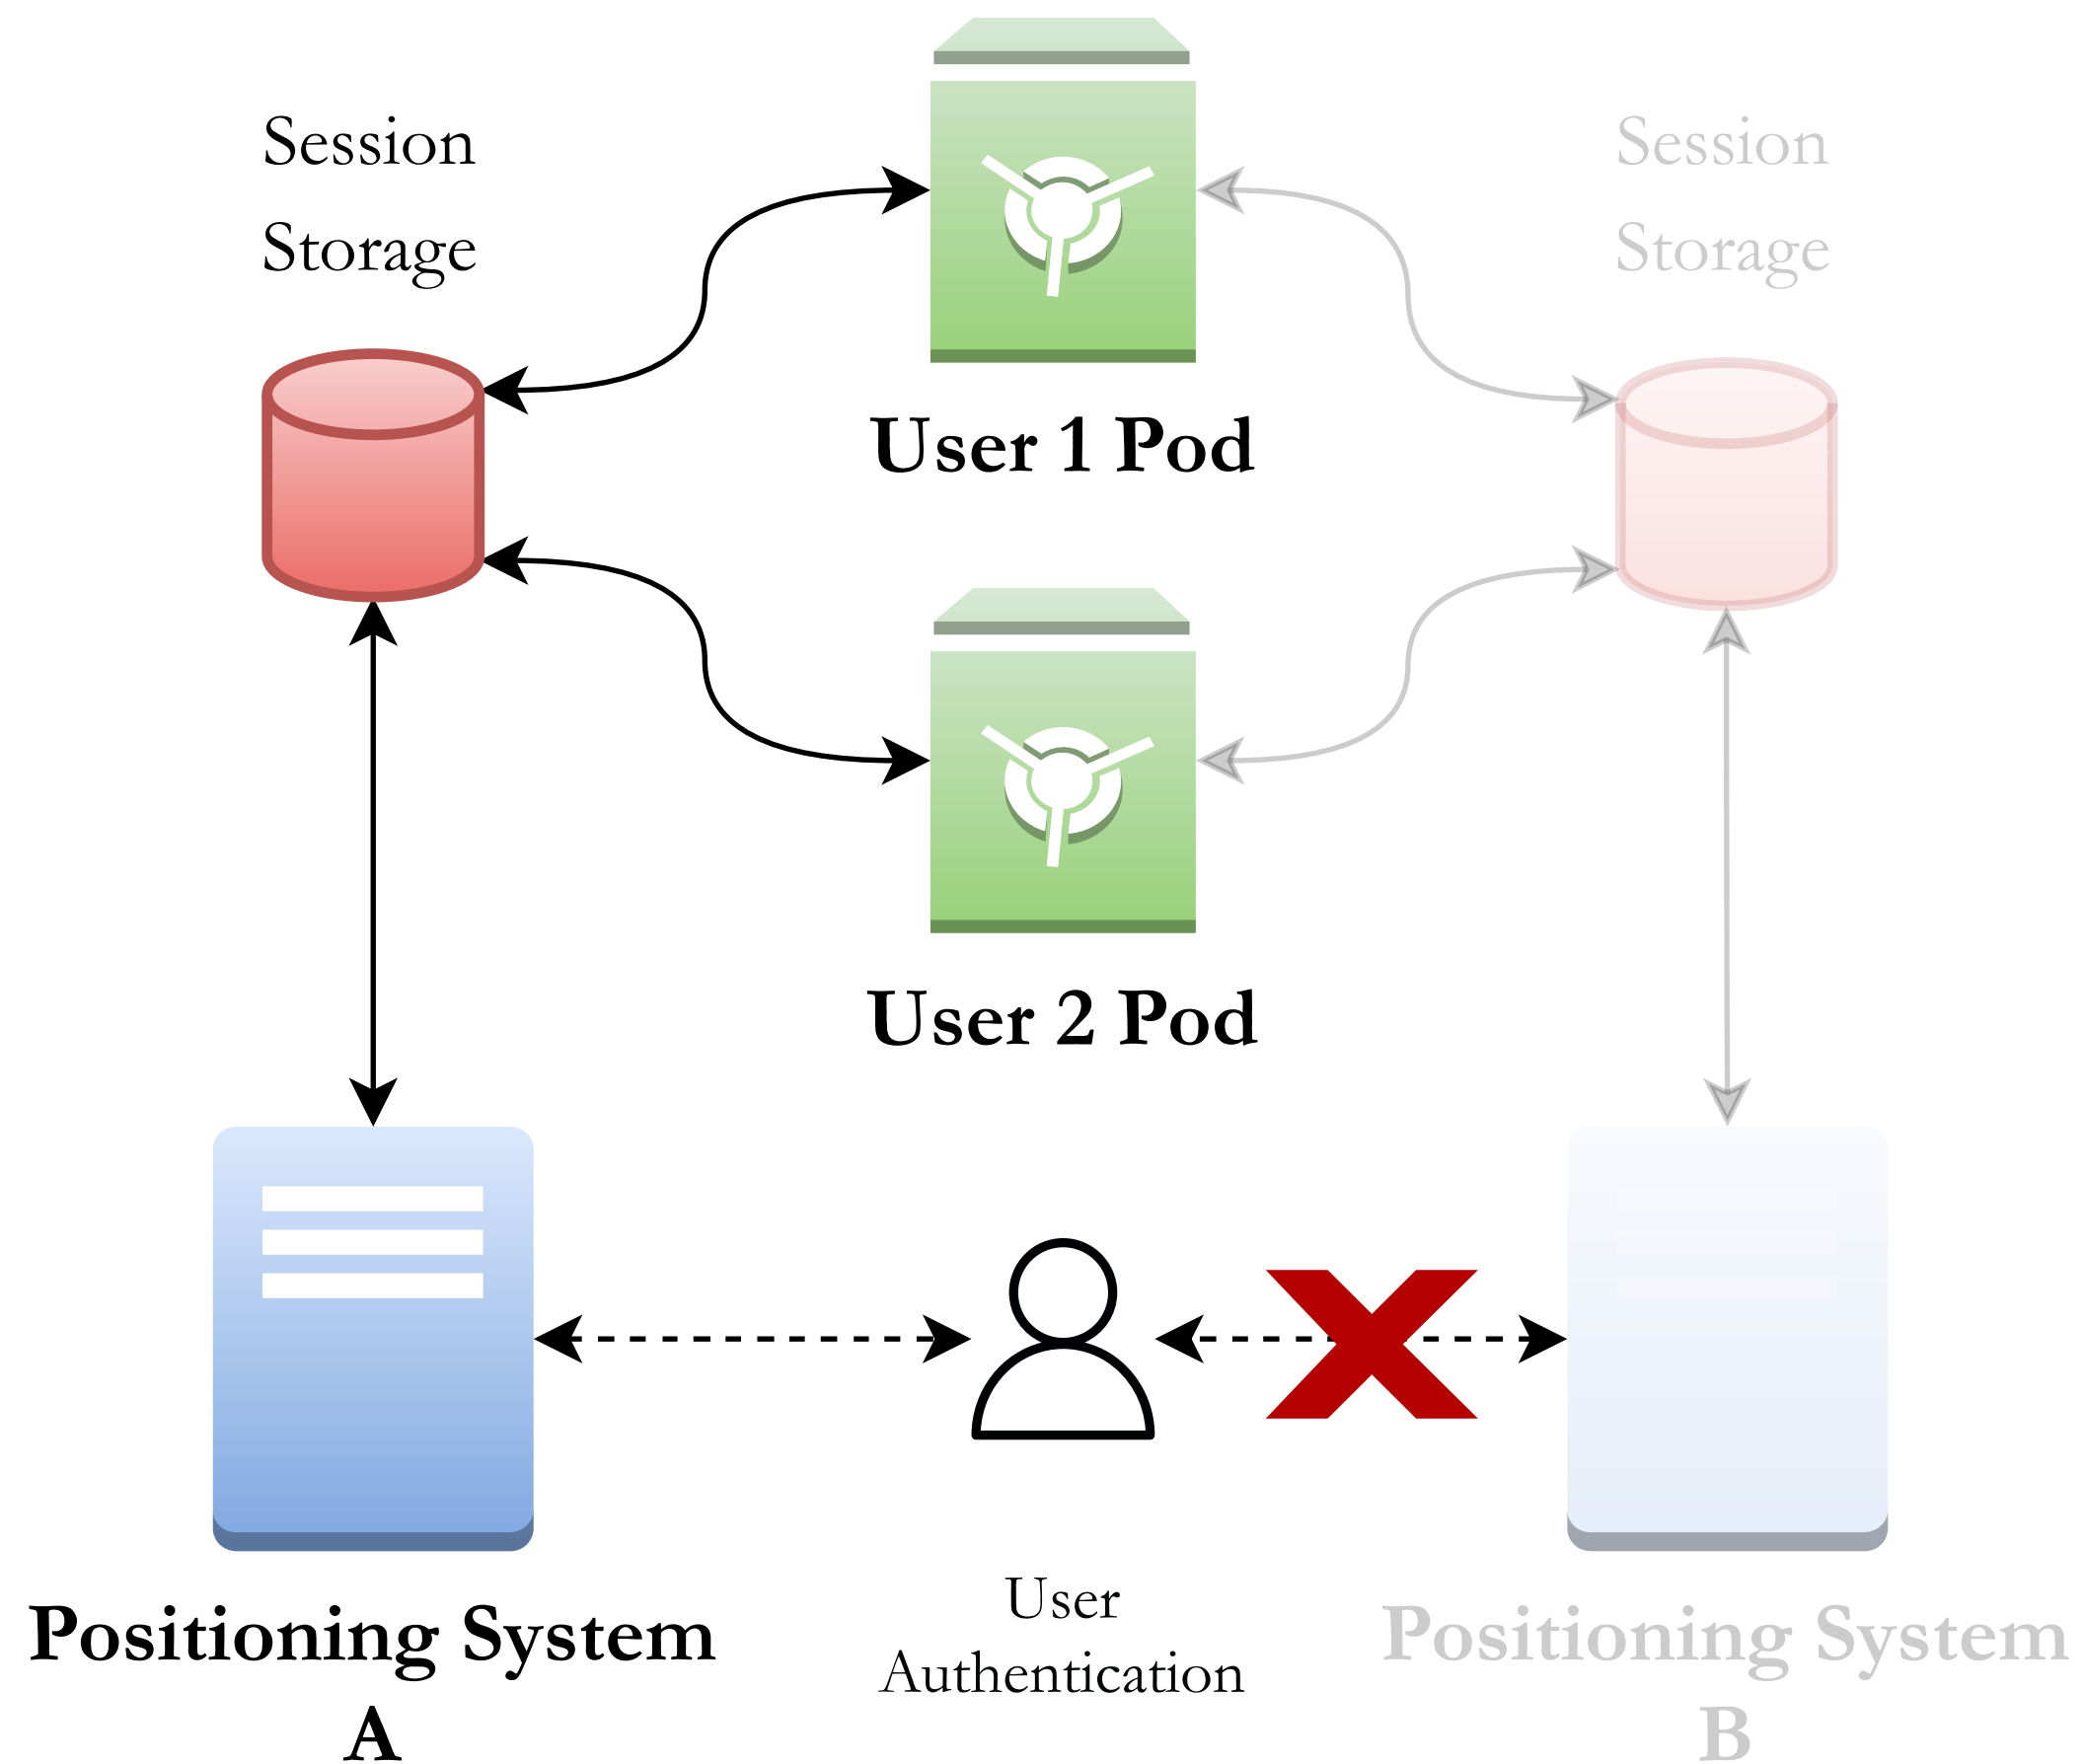 Session
Storage
Session
Storage
User 1 Pod
User 2 Pod
User
Authentication
Positioning System
A
Positioning System
B